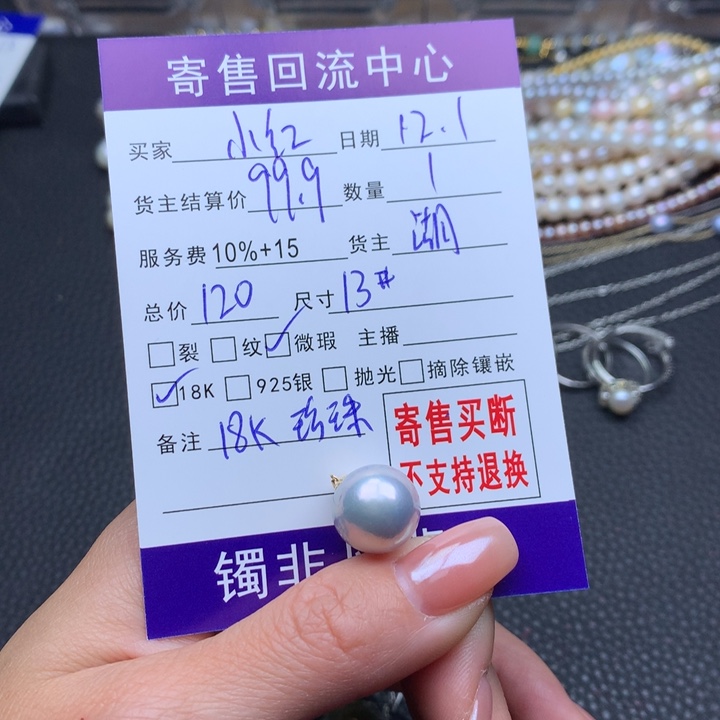 寄售回流中心
买家 小红 日期 12.1
货主结算价 99.9 数量 1
服务费 10%+15 货主 湖
总价 120 尺寸 13#
裂 纹 微瑕 主播
18K 925银 抛光 摘除镶嵌
备注 18K 珍珠
寄售买断
不支持退换
镯非